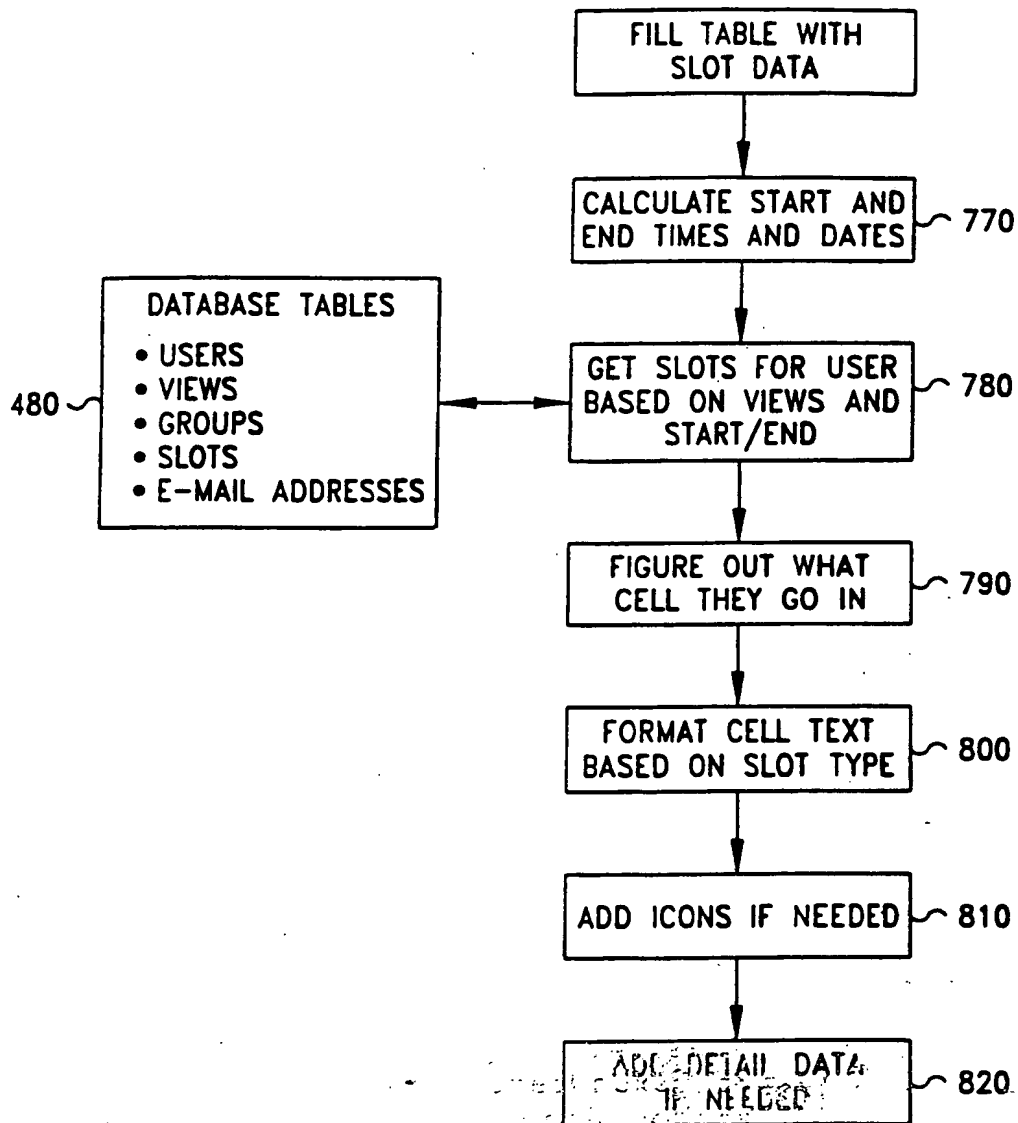 FILL TABLE WITH
SLOT DATA
CALCULATE START AND
END TIMES AND DATES
770
DATABASE TABLES
• USERS
• VIEWS
• GROUPS
• SLOTS
• E-MAIL ADDRESSES
480
GET SLOTS FOR USER
BASED ON VIEWS AND
START/END
780
FIGURE OUT WHAT
CELL THEY GO IN
790
FORMAT CELL TEXT
BASED ON SLOT TYPE
800
ADD ICONS IF NEEDED
810
ADD DETAIL DATA
IF NEEDED
820